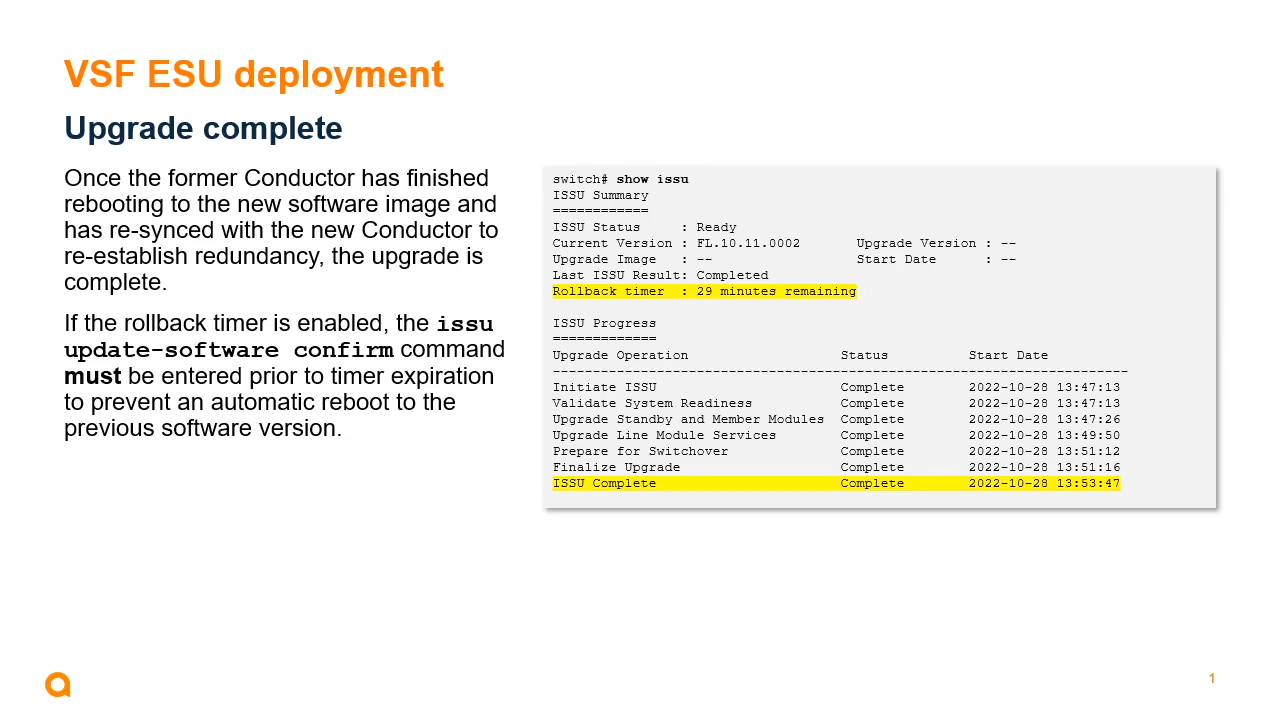 VSF ESU deployment
Upgrade complete
Once the former Conductor has finished
rebooting to the new software image and
has re-synced with the new Conductor to
re-establish redundancy, the upgrade is
complete.
If the rollback timer is enabled, the issu
update-software confirm command
must be entered prior to timer expiration
to prevent an automatic reboot to the
previous software version.
switch# show issu
ISSU Summary
============
ISSU Status     : Ready
Current Version : FL.10.11.0002       Upgrade Version : --
Upgrade Image   : --                  Start Date      : --
Last ISSU Result: Completed
Rollback timer  : 29 minutes remaining
ISSU Progress
=============
Upgrade Operation                   Status          Start Date
------------------------------------------------------------------------
Initiate ISSU                       Complete        2022-10-28 13:47:13
Validate System Readiness           Complete        2022-10-28 13:47:13
Upgrade Standby and Member Modules  Complete        2022-10-28 13:47:26
Upgrade Line Module Services        Complete        2022-10-28 13:49:50
Prepare for Switchover              Complete        2022-10-28 13:51:12
Finalize Upgrade                    Complete        2022-10-28 13:51:16
ISSU Complete                       Complete        2022-10-28 13:53:47
1